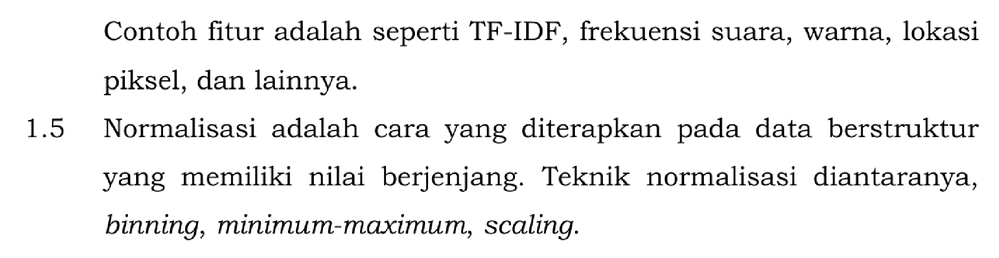 Contoh fitur adalah seperti TF-IDF, frekuensi suara, warna, lokasi
piksel, dan lainnya.
1.5 Normalisasi adalah cara yang diterapkan pada data berstruktur
yang memiliki nilai berjenjang. Teknik normalisasi diantaranya,
binning, minimum-maximum, scaling.